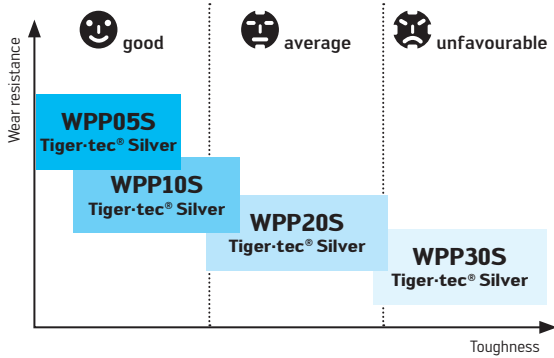 good
average
unfavourable
Wear resistance
WPP05S
Tiger·tec® Silver
WPP10S
Tiger·tec® Silver
WPP20S
Tiger·tec® Silver
WPP30S
Tiger·tec® Silver
Toughness